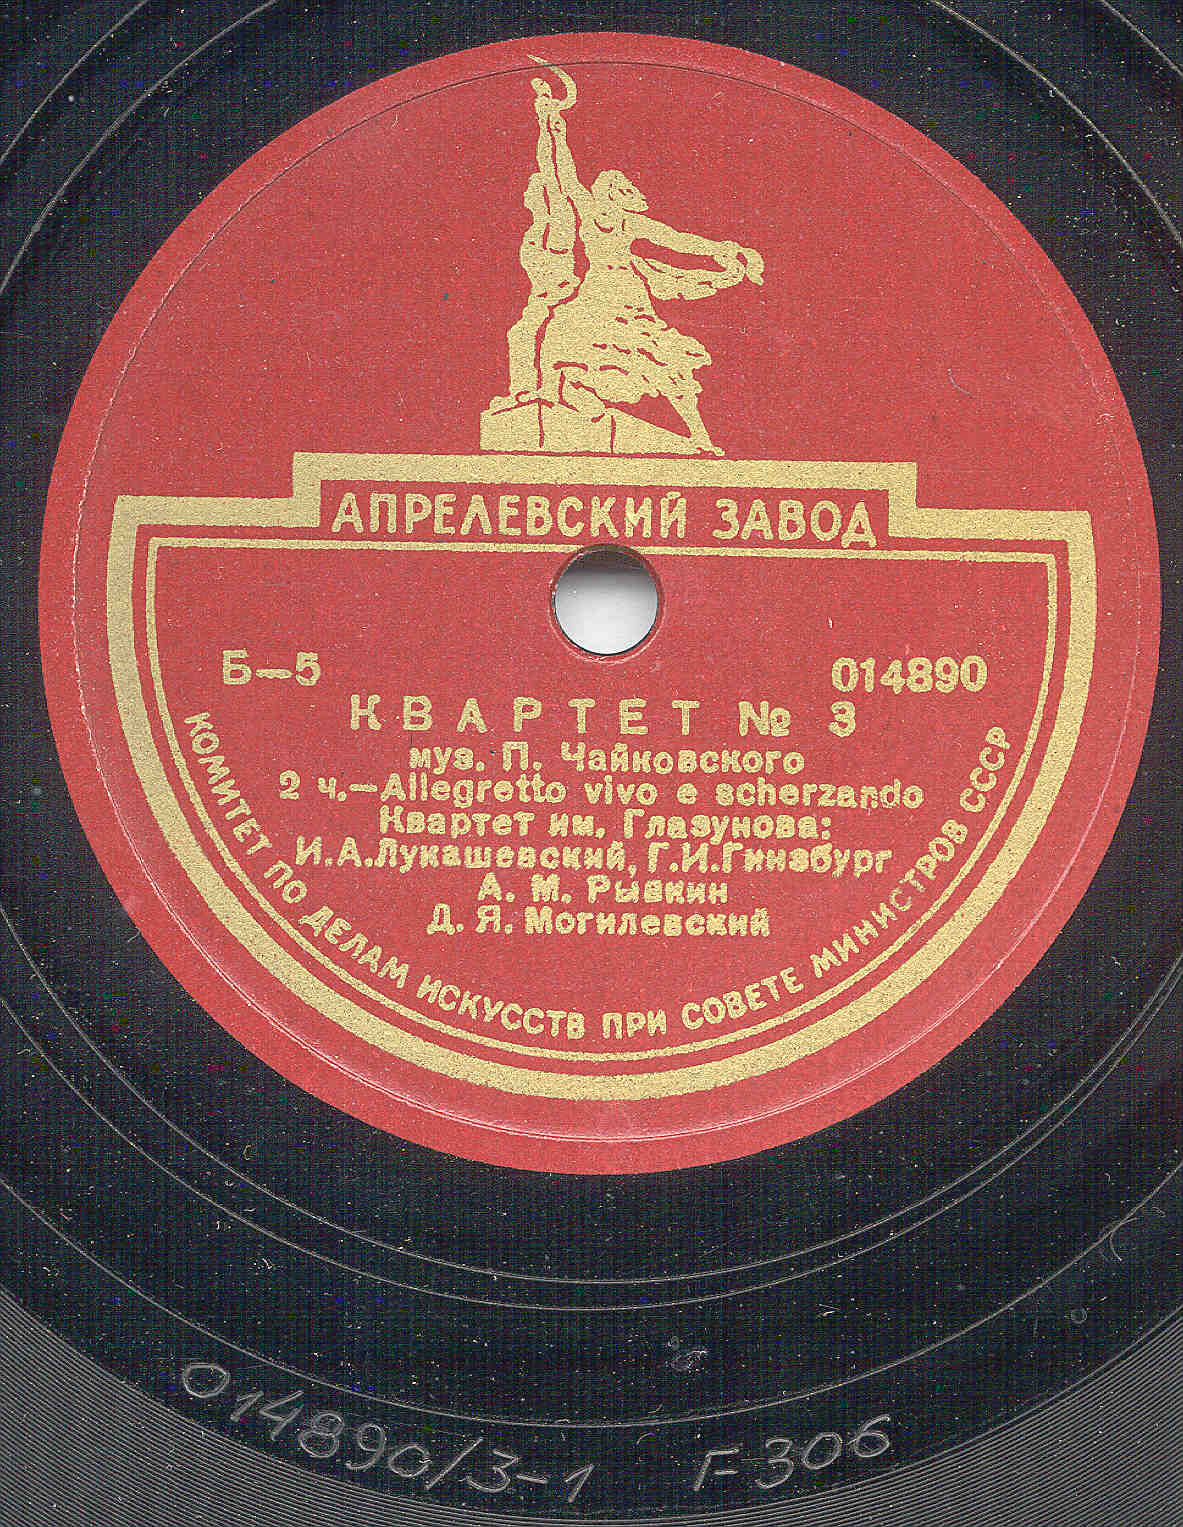 АПРЕЛЕВСКИЙ ЗАВОД
Б–5 014890
КВАРТЕТ № 3
муз. П. Чайковского
2 ч.—Allegretto vivo e scherzando
Квартет им. Глазунова:
И.А.Лукашевский, Г.И.Гинзбург
А. М. Рывкин
Д. Я. Могилевский
КОМИТЕТ ПО ДЕЛАМ ИСКУССТВ ПРИ СОВЕТЕ МИНИСТРОВ СССР
014890/3-1 Г-306